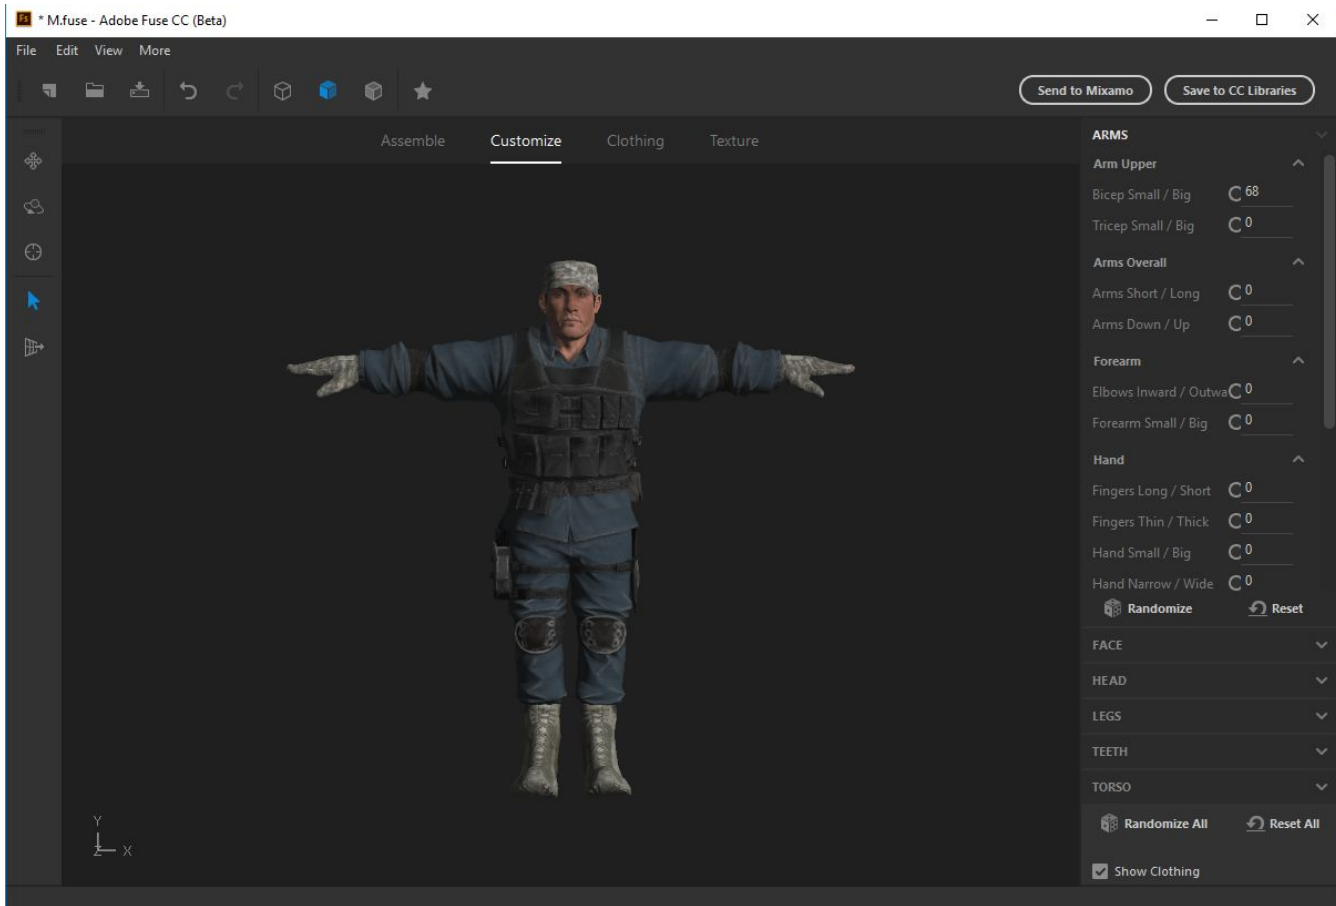 Fs * M.fuse - Adobe Fuse CC (Beta)
File Edit View More
Send to Mixamo Save to CC Libraries
Assemble Customize Clothing Texture
ARMS
Arm Upper
Bicep Small / Big 68
Tricep Small / Big 0
Arms Overall
Arms Short / Long 0
Arms Down / Up 0
Forearm
Elbows Inward / Outwa 0
Forearm Small / Big 0
Hand
Fingers Long / Short 0
Fingers Thin / Thick 0
Hand Small / Big 0
Hand Narrow / Wide 0
Randomize Reset
FACE
HEAD
LEGS
TEETH
TORSO
Randomize All Reset All
Show Clothing
Y
Z X